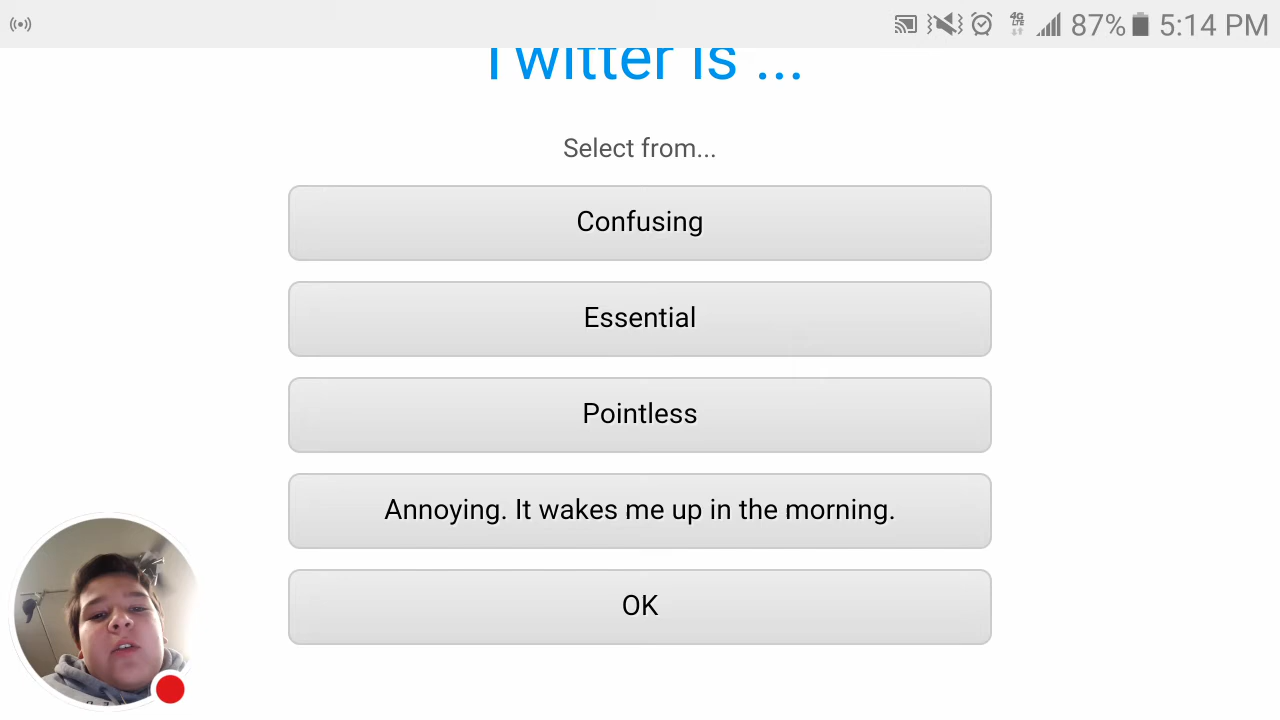 87% 5:14 PM
Twitter is ...
Select from...
Confusing
Essential
Pointless
Annoying. It wakes me up in the morning.
OK